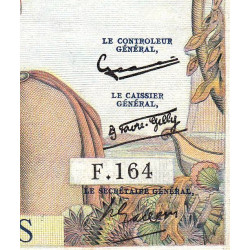 LE CONTROLEUR
GÉNÉRAL,
LE CAISSIER
GÉNÉRAL,
F.164
LE SECRÉTAIRE GÉNÉRAL,
S